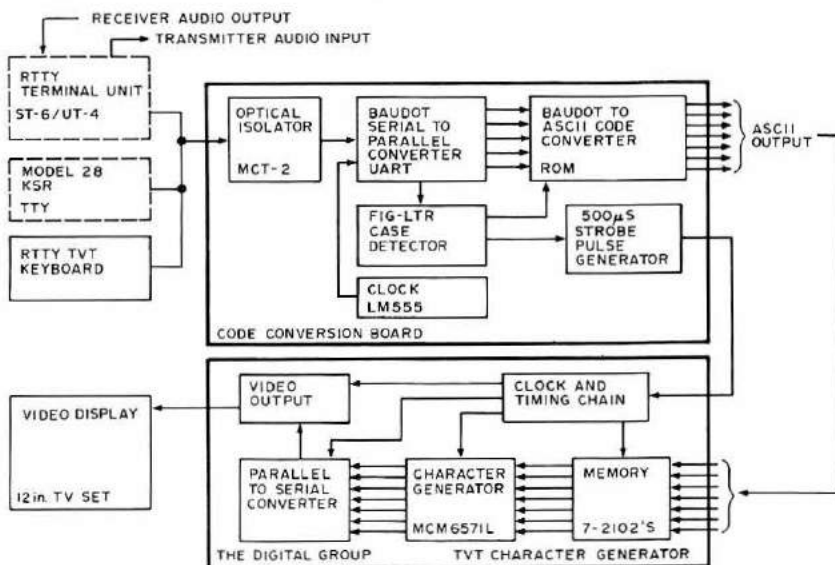 RECEIVER AUDIO OUTPUT
TRANSMITTER AUDIO INPUT
RTTY
TERMINAL UNIT
ST-6/UT-4
MODEL 28
KSR
TTY
RTTY TVT
KEYBOARD
OPTICAL
ISOLATOR
MCT-2
BAUDOT
SERIAL TO
PARALLEL
CONVERTER
UART
BAUDOT TO
ASCII CODE
CONVERTER
ROM
ASCII
OUTPUT
FIG-LTR
CASE
DETECTOR
500μS
STROBE
PULSE
GENERATOR
CLOCK
LM555
CODE CONVERSION BOARD
VIDEO DISPLAY
12in. TV SET
VIDEO
OUTPUT
CLOCK AND
TIMING CHAIN
PARALLEL
TO SERIAL
CONVERTER
CHARACTER
GENERATOR
MCM6571L
MEMORY
7-2102'S
THE DIGITAL GROUP
TVT CHARACTER GENERATOR